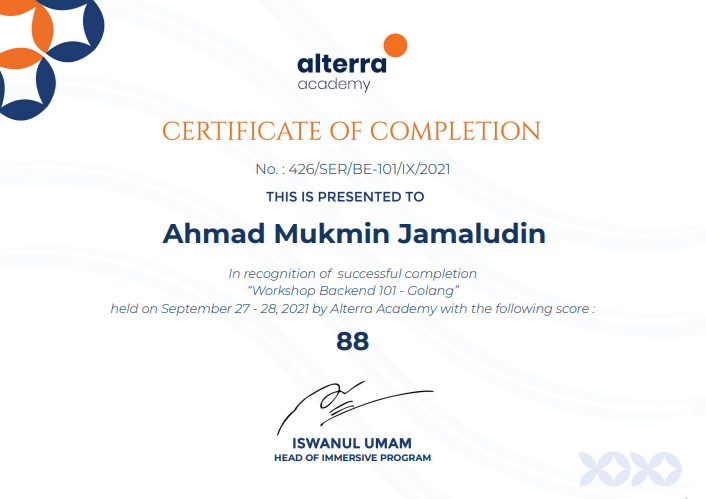 alterra
academy
CERTIFICATE OF COMPLETION
No. : 426/SER/BE-101/IX/2021
THIS IS PRESENTED TO
Ahmad Mukmin Jamaludin
In recognition of successful completion
“Workshop Backend 101 - Golang”
held on September 27 - 28, 2021 by Alterra Academy with the following score :
88
ISWANUL UMAM
HEAD OF IMMERSIVE PROGRAM